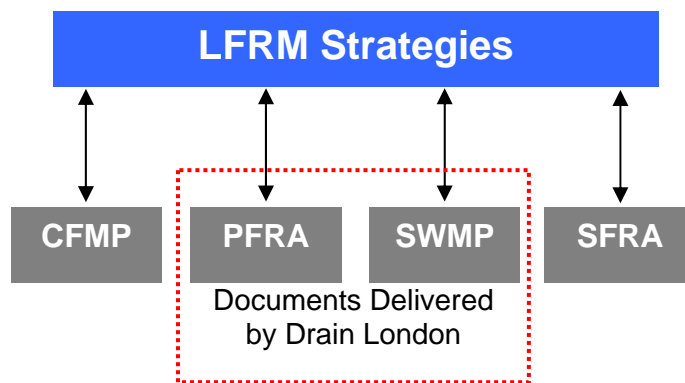 LFRM Strategies
CFMP
PFRA
SWMP
SFRA
Documents Delivered
by Drain London